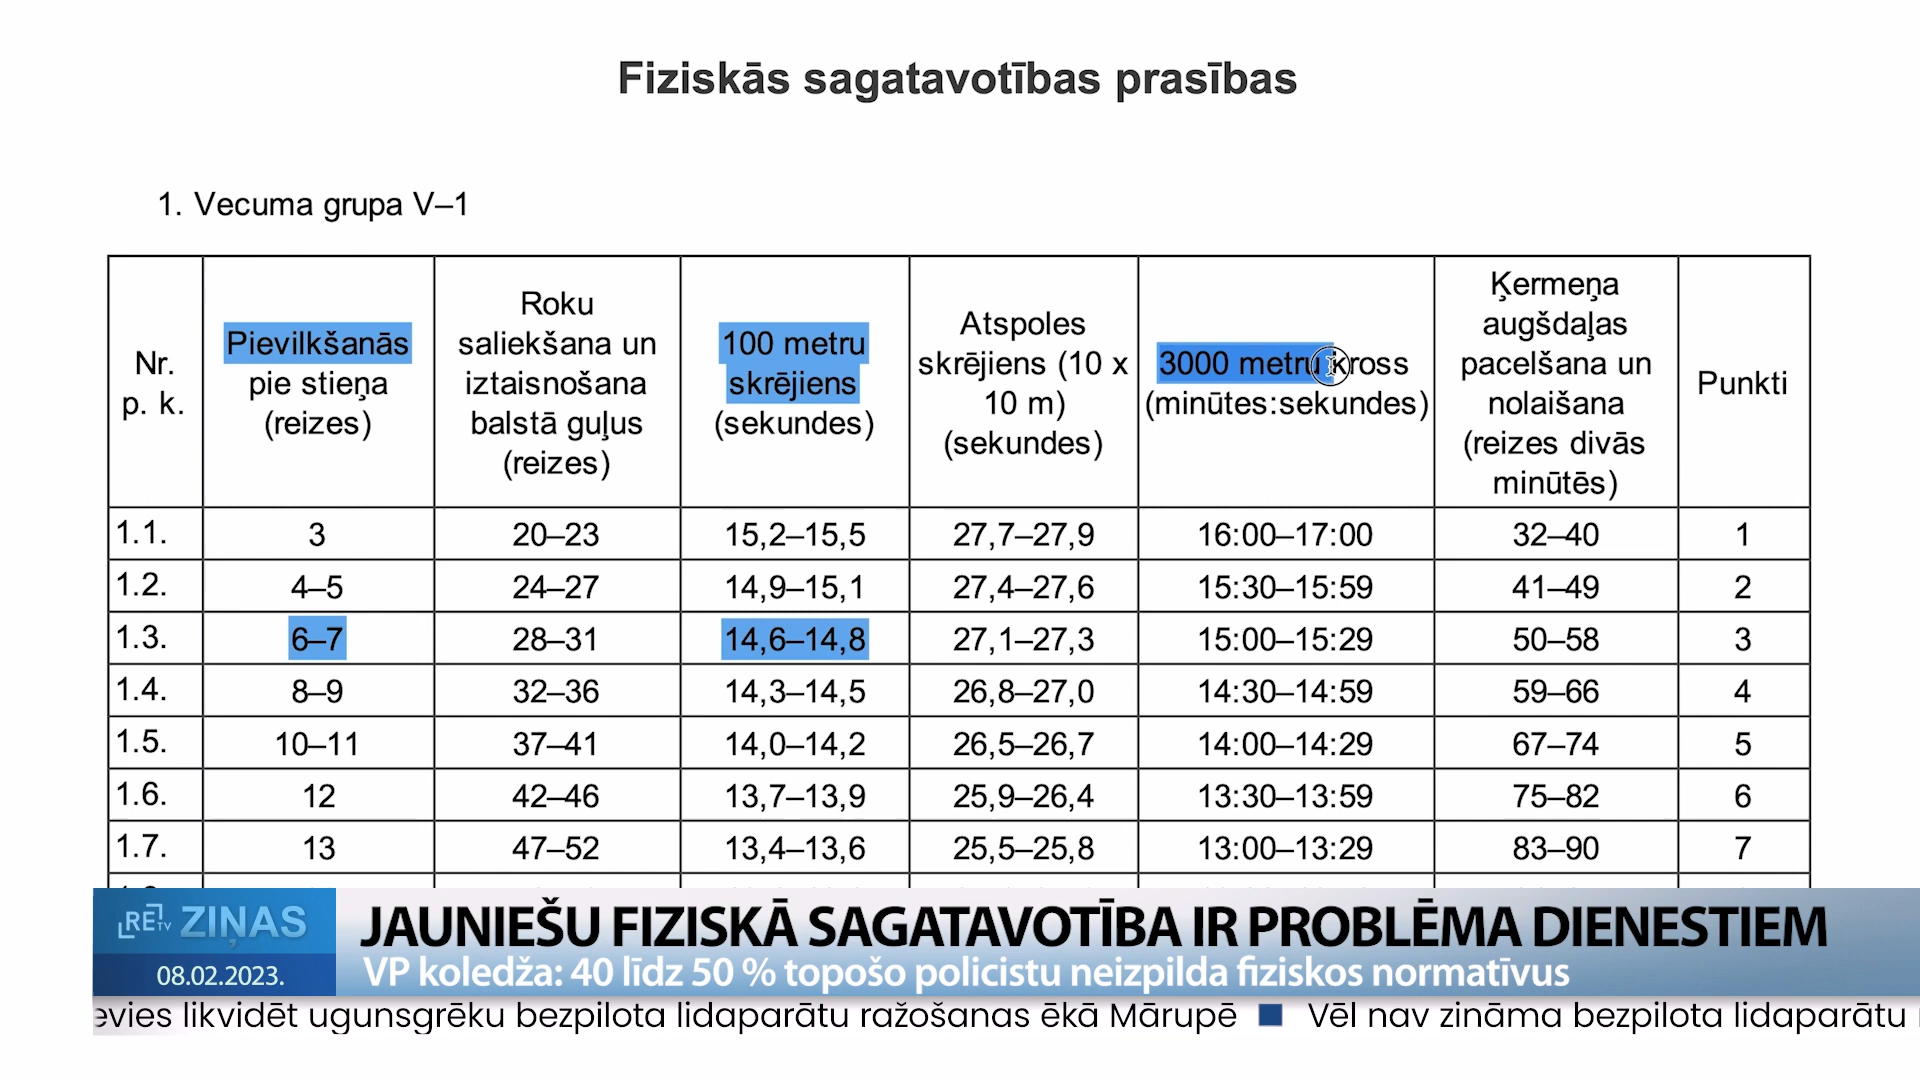 Fiziskās sagatavotības prasības
1. Vecuma grupa V–1
Nr. p. k. | Pievilkšanās pie stieņa (reizes) | Roku saliekšana un iztaisnošana balstā guļus (reizes) | 100 metru skrējiens (sekundes) | Atspoles skrējiens (10 x 10 m) (sekundes) | 3000 metru kross (minūtes:sekundes) | Ķermeņa augšdaļas pacelšana un nolaišana (reizes divās minūtēs) | Punkti
1.1. | 3 | 20–23 | 15,2–15,5 | 27,7–27,9 | 16:00–17:00 | 32–40 | 1
1.2. | 4–5 | 24–27 | 14,9–15,1 | 27,4–27,6 | 15:30–15:59 | 41–49 | 2
1.3. | 6–7 | 28–31 | 14,6–14,8 | 27,1–27,3 | 15:00–15:29 | 50–58 | 3
1.4. | 8–9 | 32–36 | 14,3–14,5 | 26,8–27,0 | 14:30–14:59 | 59–66 | 4
1.5. | 10–11 | 37–41 | 14,0–14,2 | 26,5–26,7 | 14:00–14:29 | 67–74 | 5
1.6. | 12 | 42–46 | 13,7–13,9 | 25,9–26,4 | 13:30–13:59 | 75–82 | 6
1.7. | 13 | 47–52 | 13,4–13,6 | 25,5–25,8 | 13:00–13:29 | 83–90 | 7
RE TV ZIŅAS
08.02.2023.
JAUNIEŠU FIZISKĀ SAGATAVOTĪBA IR PROBLĒMA DIENESTIEM
VP koledža: 40 līdz 50 % topošo policistu neizpilda fiziskos normatīvus
likvidēt ugunsgrēku bezpilota lidaparātu ražošanas ēkā Mārupē ■ Vēl nav zināma bezpilota lidaparātu